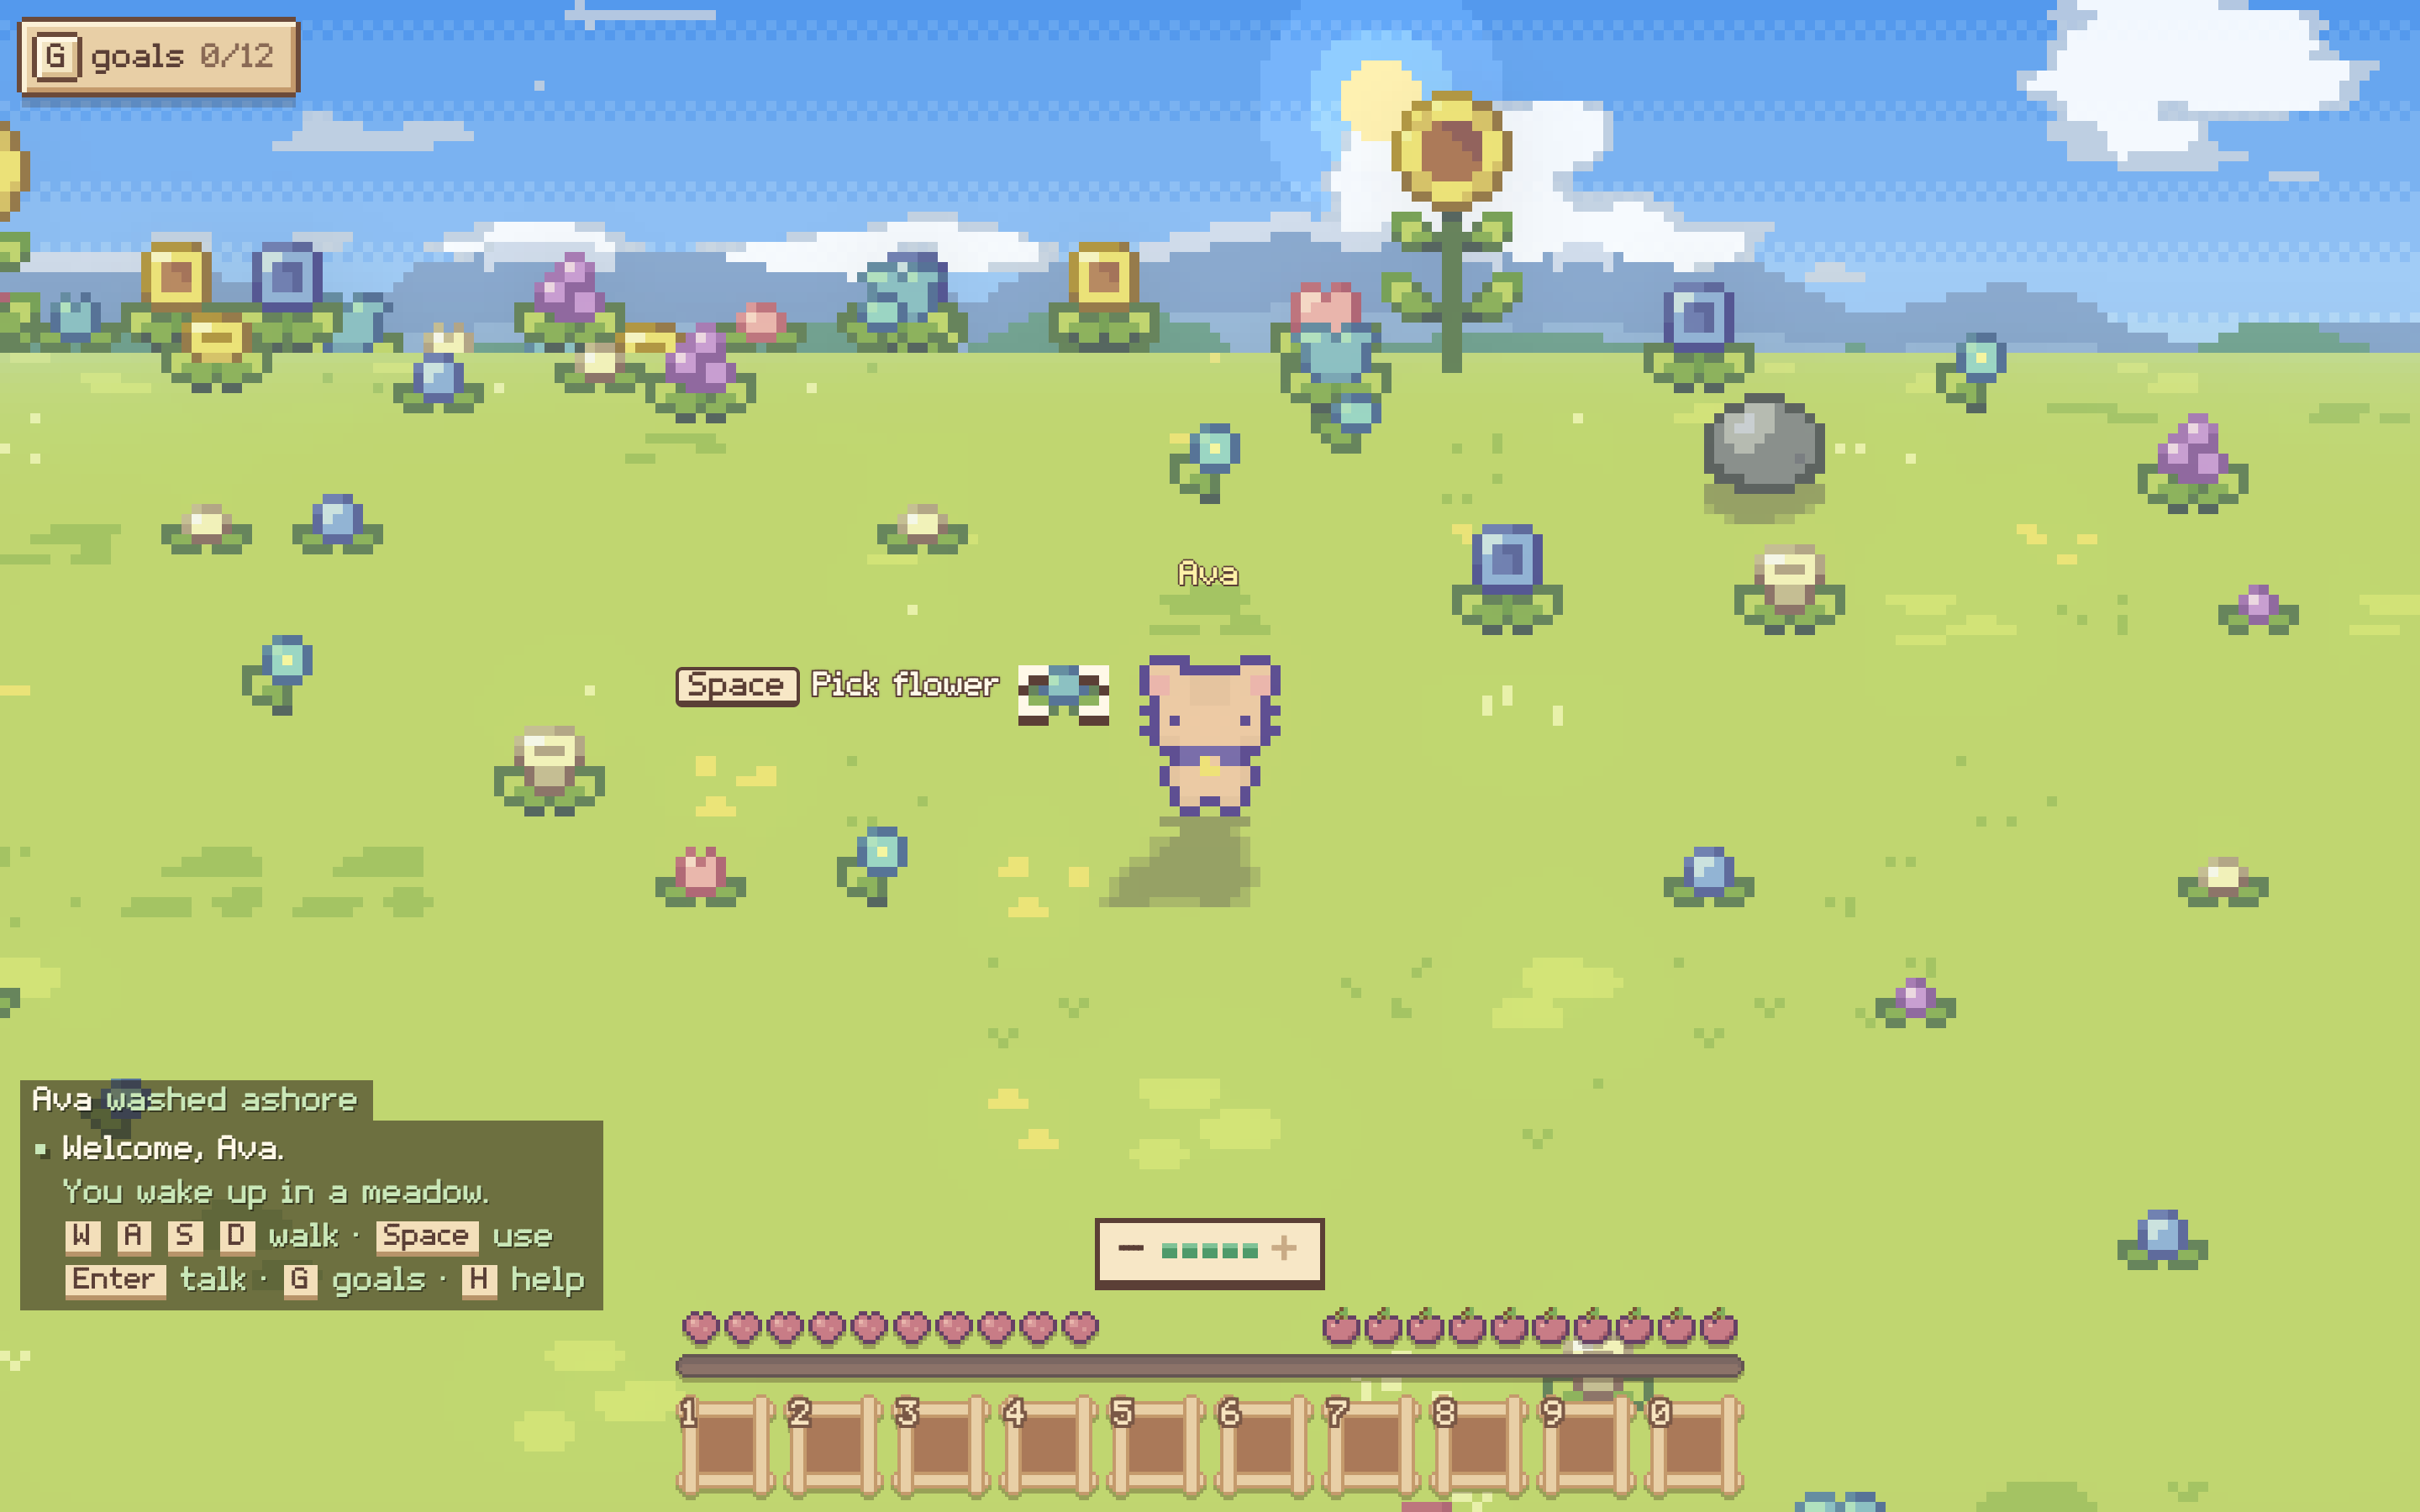 G goals 0/12
Ava
Space Pick flower
Ava washed ashore
Welcome, Ava.
You wake up in a meadow.
W A S D walk · Space use
Enter talk · G goals · H help
1 2 3 4 5 6 7 8 9 0